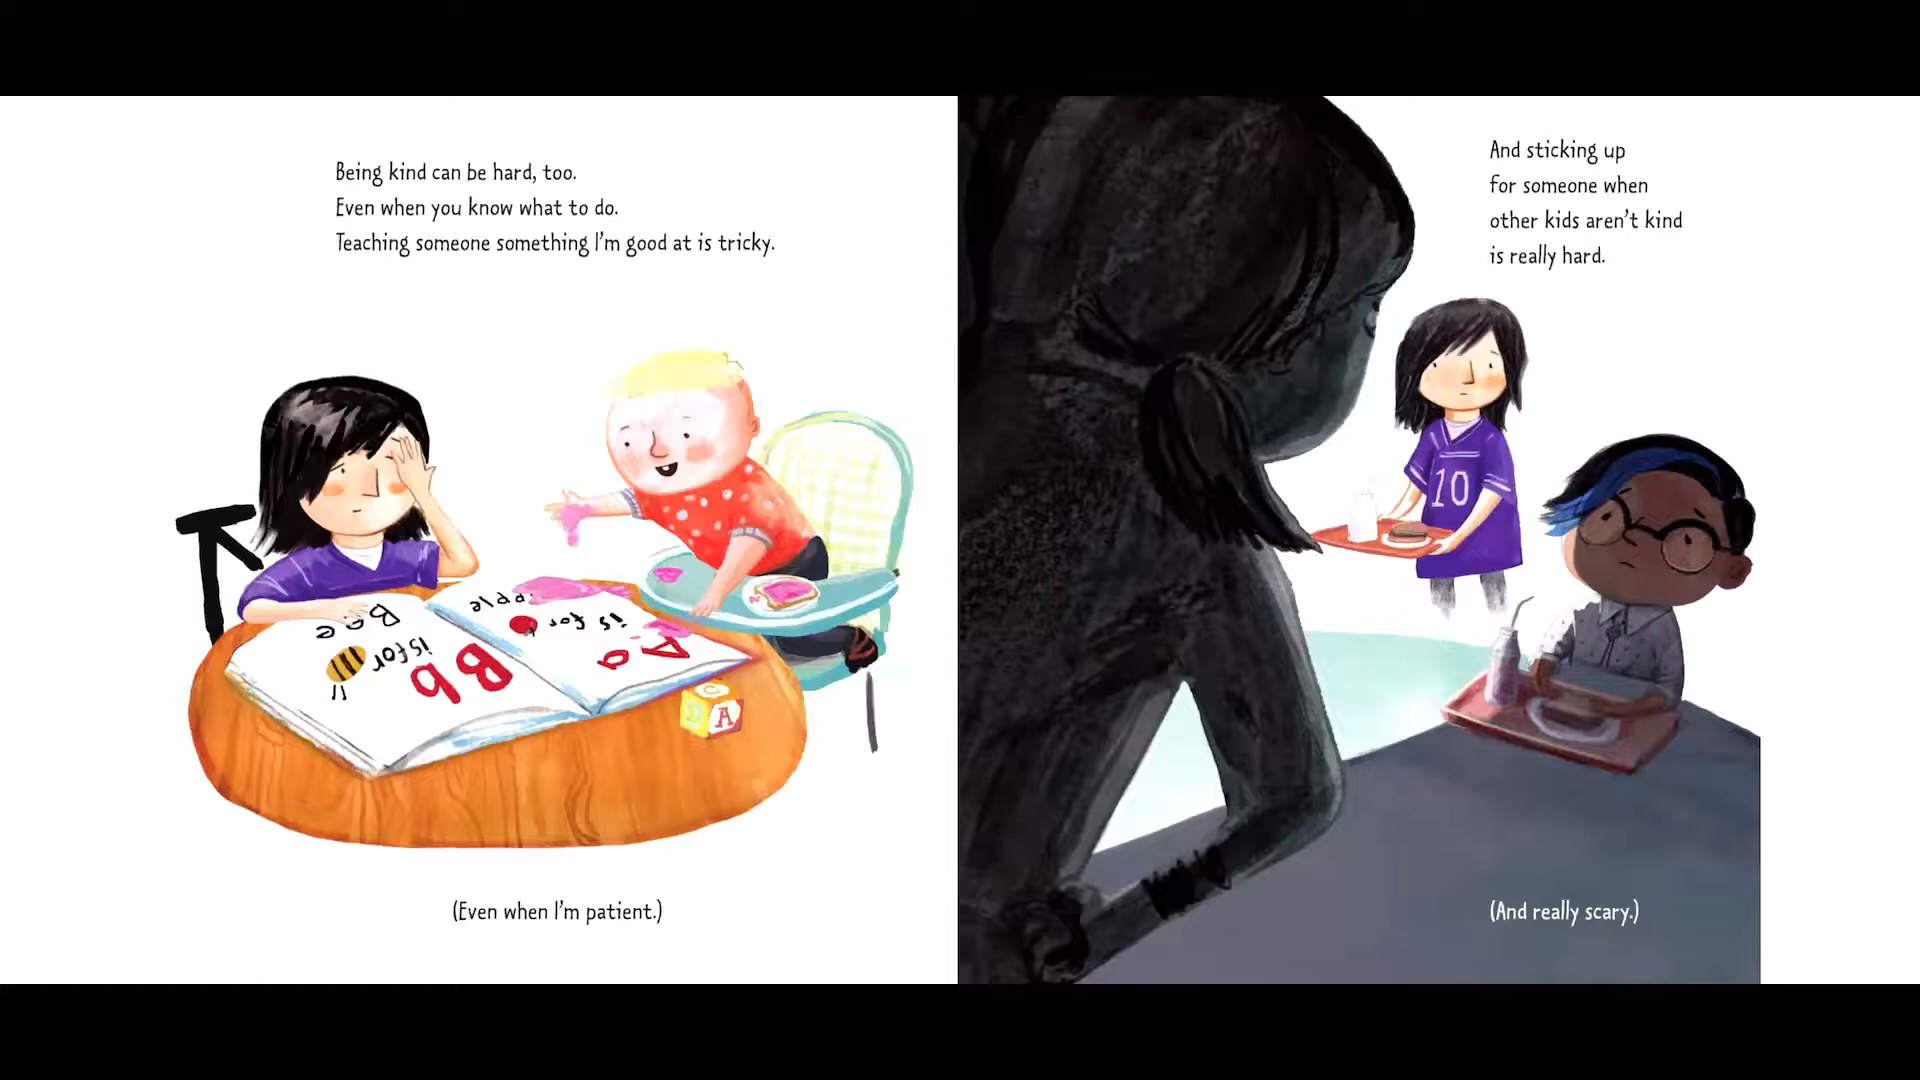 Being kind can be hard, too.
Even when you know what to do.
Teaching someone something I'm good at is tricky.
A a
is for
pple
Bb
is for
Bee
C
A
(Even when I'm patient.)
And sticking up
for someone when
other kids aren't kind
is really hard.
10
(And really scary.)